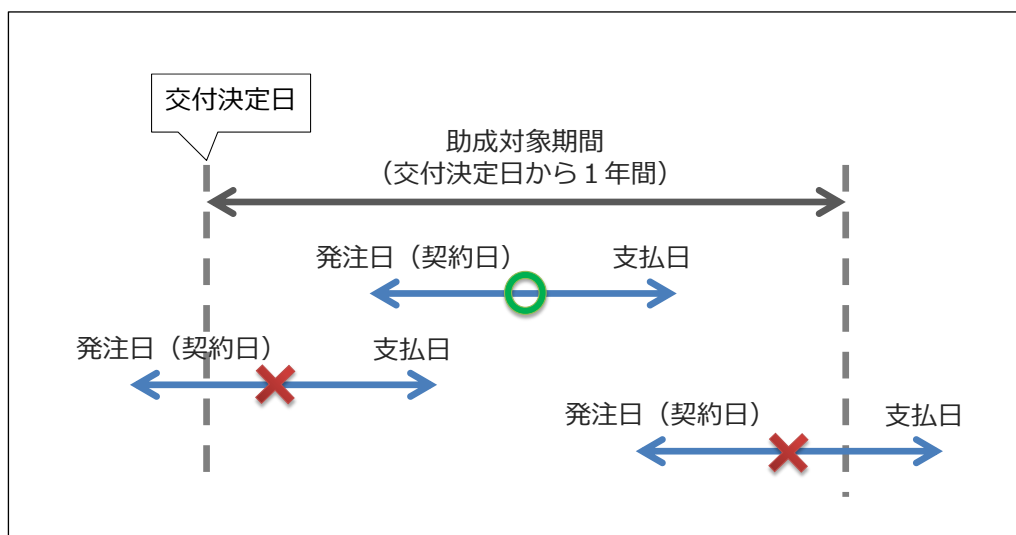 交付決定日
助成対象期間
（交付決定日から１年間）
発注日（契約日）
支払日
発注日（契約日）
支払日
発注日（契約日）
支払日